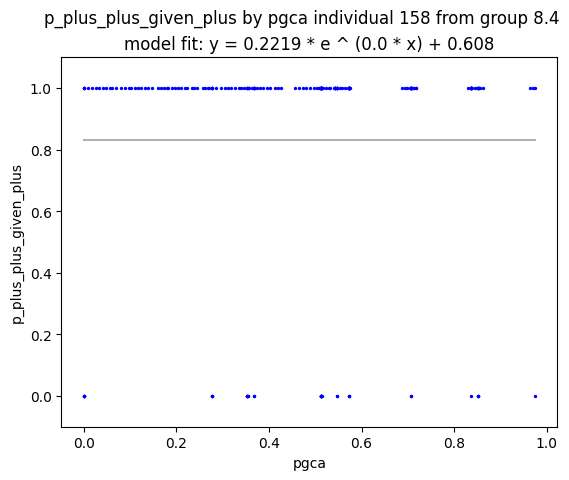 p_plus_plus_given_plus by pgca individual 158 from group 8.4
model fit: y = 0.2219 * e ^ (0.0 * x) + 0.608
1.0
0.8
0.6
0.4
0.2
0.0
p_plus_plus_given_plus
0.0 0.2 0.4 0.6 0.8 1.0
pgca